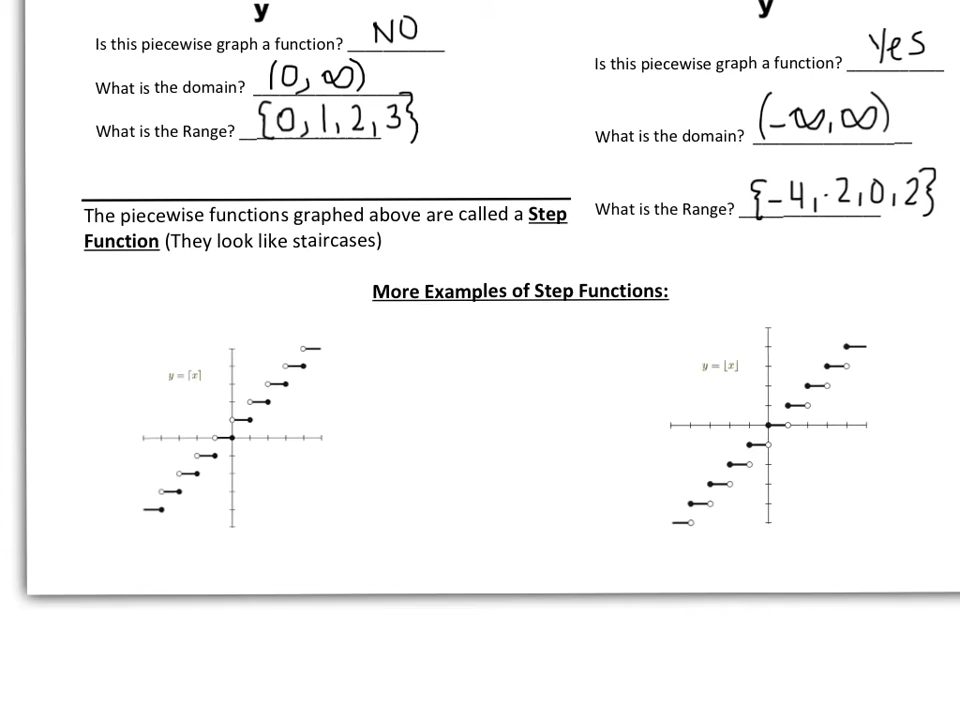 y
Is this piecewise graph a function? NO
What is the domain? (0, ∞)
What is the Range? {0, 1, 2, 3}
The piecewise functions graphed above are called a Step
Function (They look like staircases)
y
Is this piecewise graph a function? Yes
What is the domain? (-∞, ∞)
What is the Range? {-4, -2, 0, 2}
More Examples of Step Functions:
y = ⌈x⌉
y = ⌊x⌋